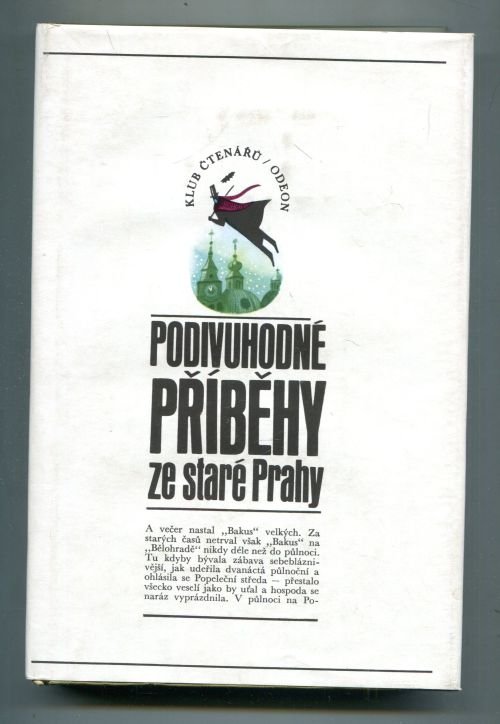 KLUB ČTENÁŘŮ / ODEON
PODIVUHODNÉ
PŘÍBĚHY
ze staré Prahy
A večer nastal „Bakus“ velkých. Za
starých časů netrval však „Bakus“ na
„Bělohradě“ nikdy déle než do půlnoci.
Tu kdyby bývala zábava sebebláznì-
vější, jak udeřila dvanáctá půlnoční a
ohlásila se Popeleční středa — přestalo
všecko veselí jako by uťal a hospoda se
naráz vyprázdnila. V půlnoci na Po-